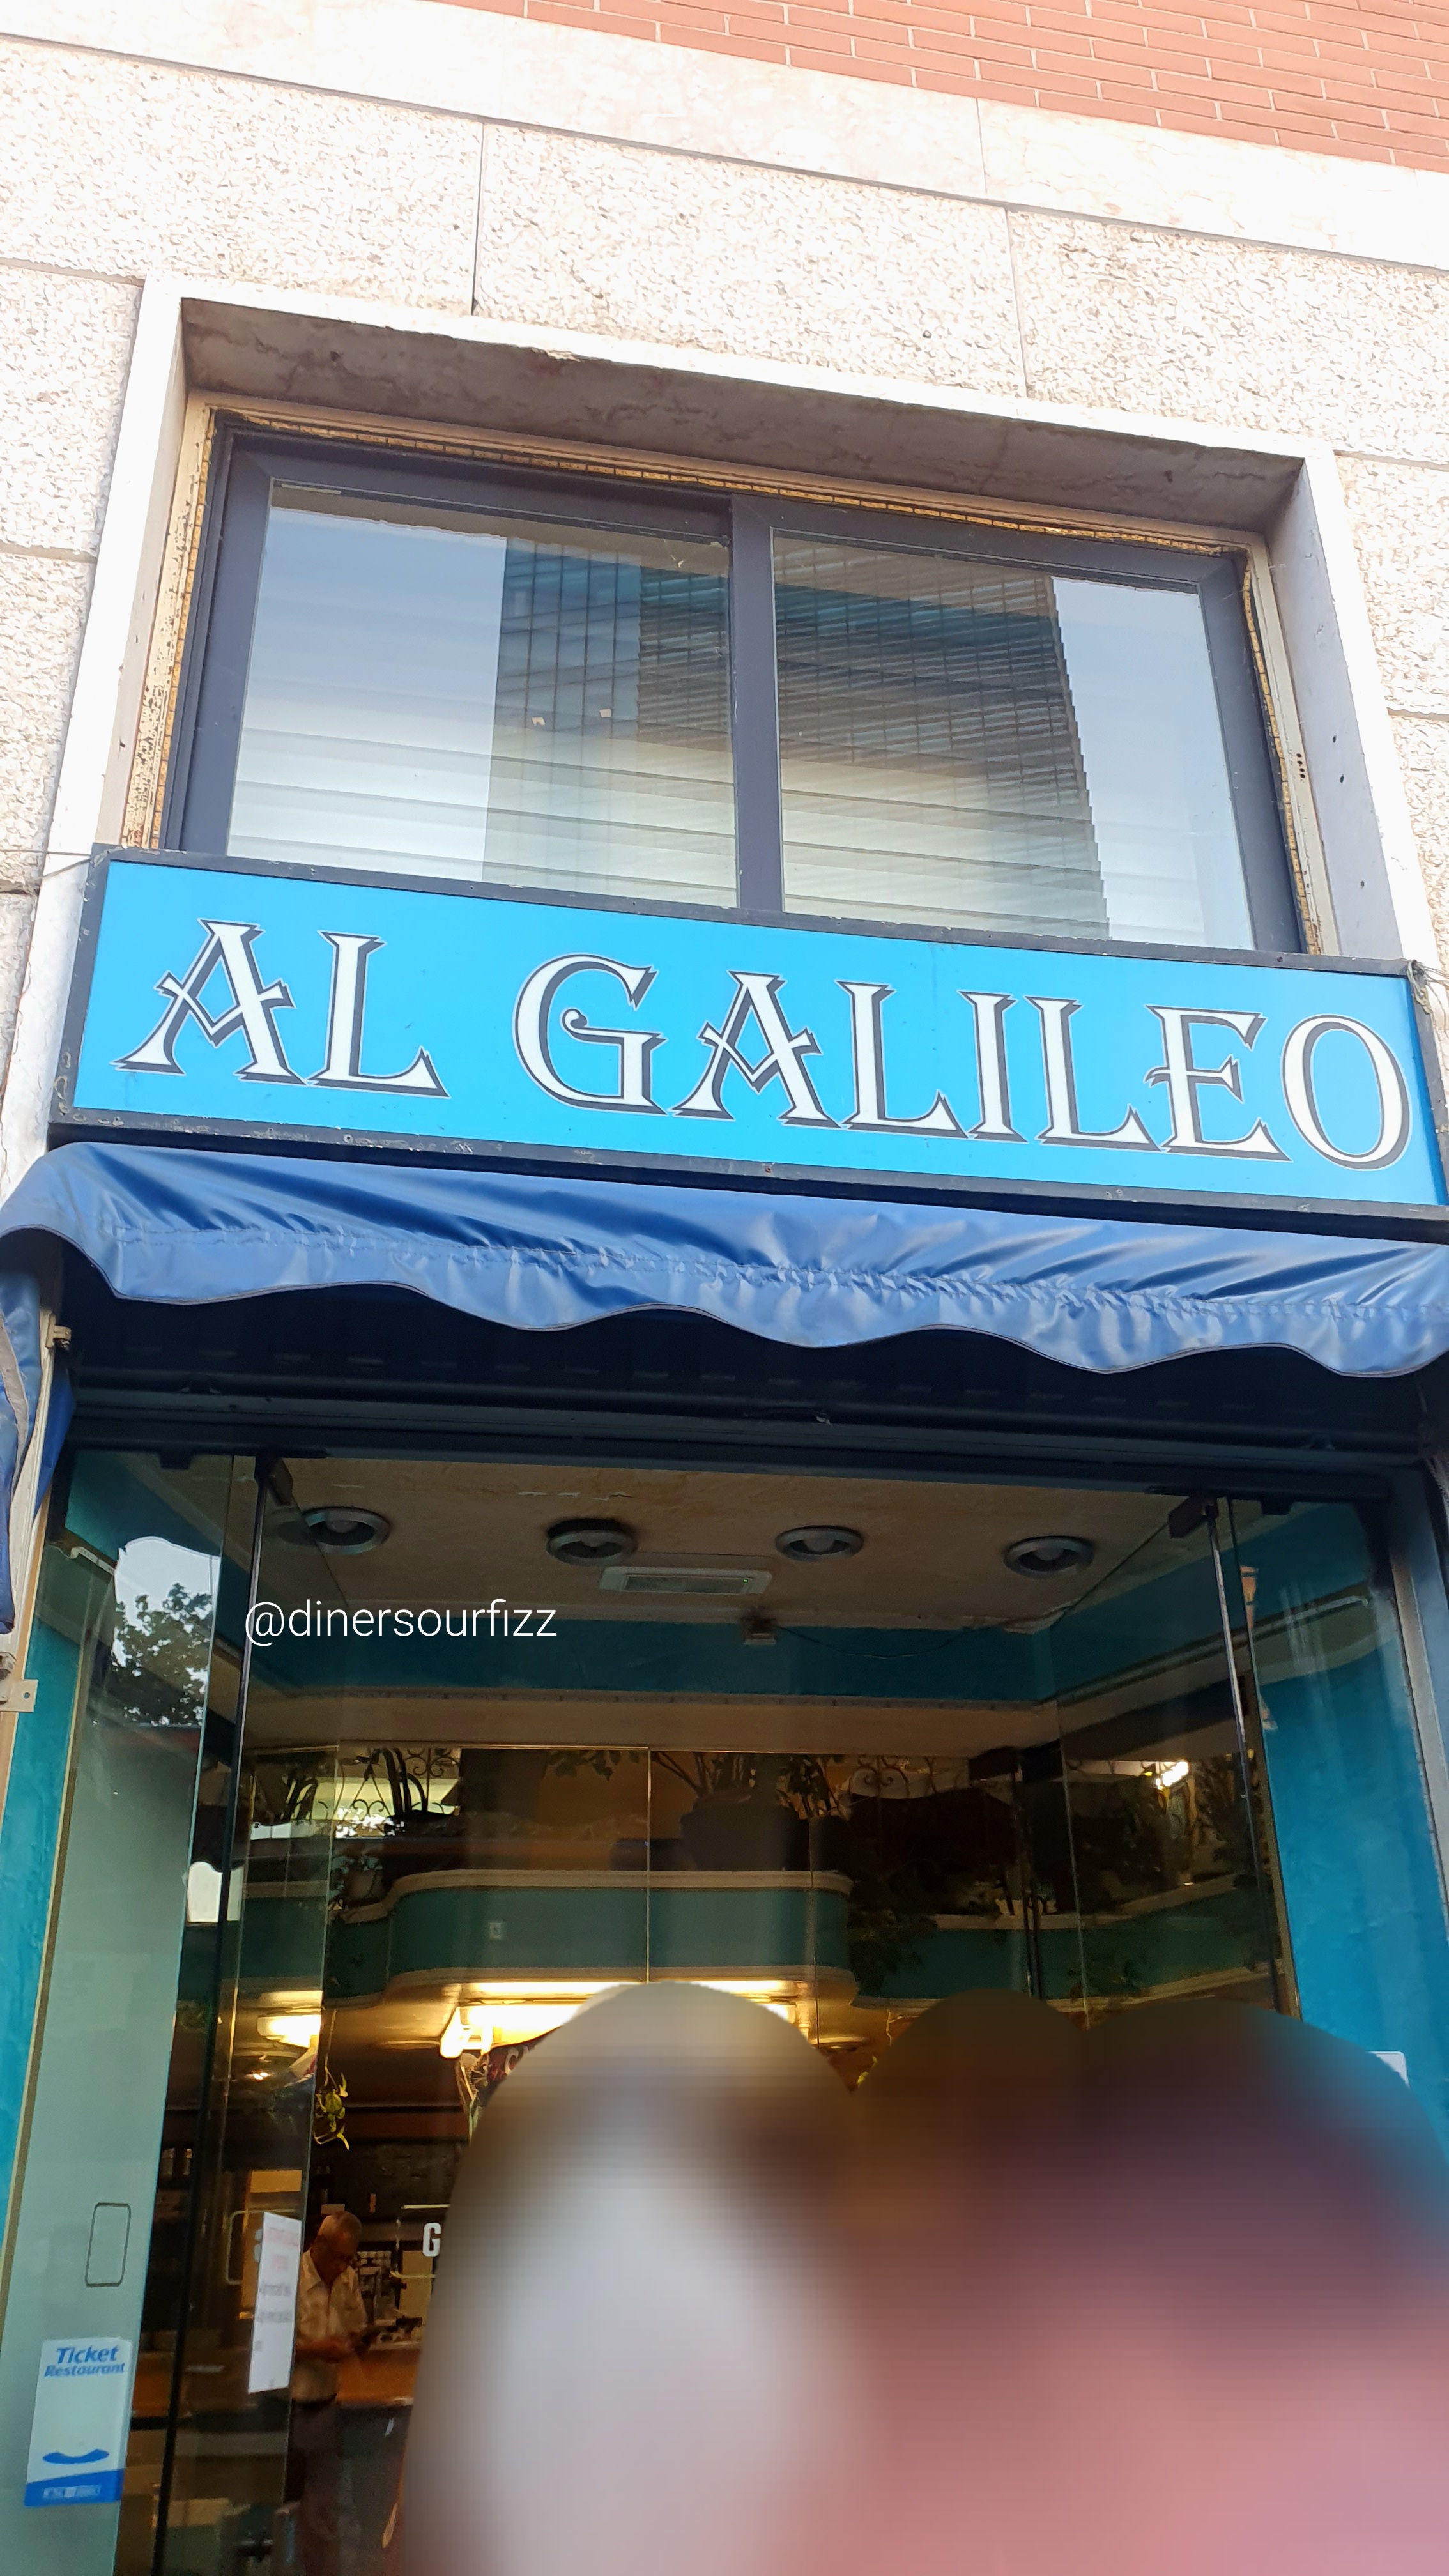 AL GALILEO
@dinersourfizz
G
Ticket
Restaurant